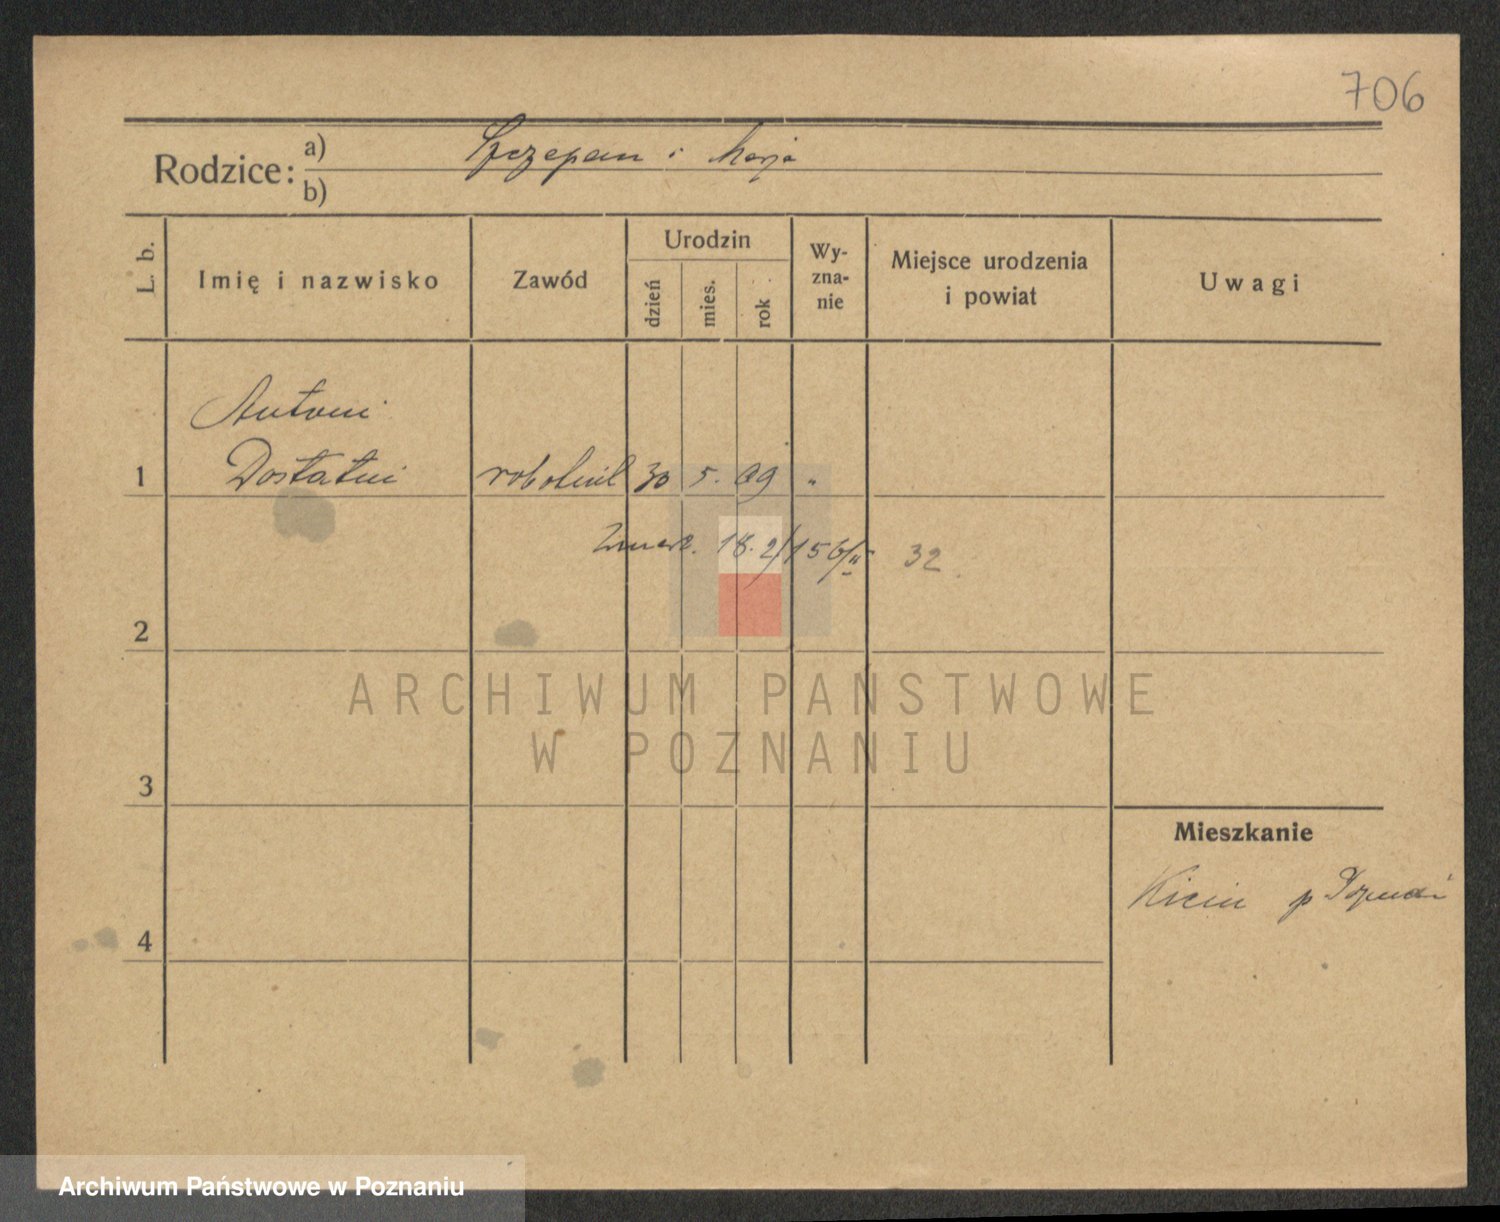 706
Rodzice: a) Szczepan i Marja
b)
L. b.
Imię i nazwisko
Zawód
Urodzin
dzień
mies.
rok
Wy-
zna-
nie
Miejsce urodzenia
i powiat
Uwagi
Antoni
1 Dostatni robotnik 30 5. 09 "
Zmarł. 18. 2/156/II 32
2
ARCHIWUM PAŃSTWOWE
W POZNANIU
3
Mieszkanie
Kicin p Poznań
4
Archiwum Państwowe w Poznaniu